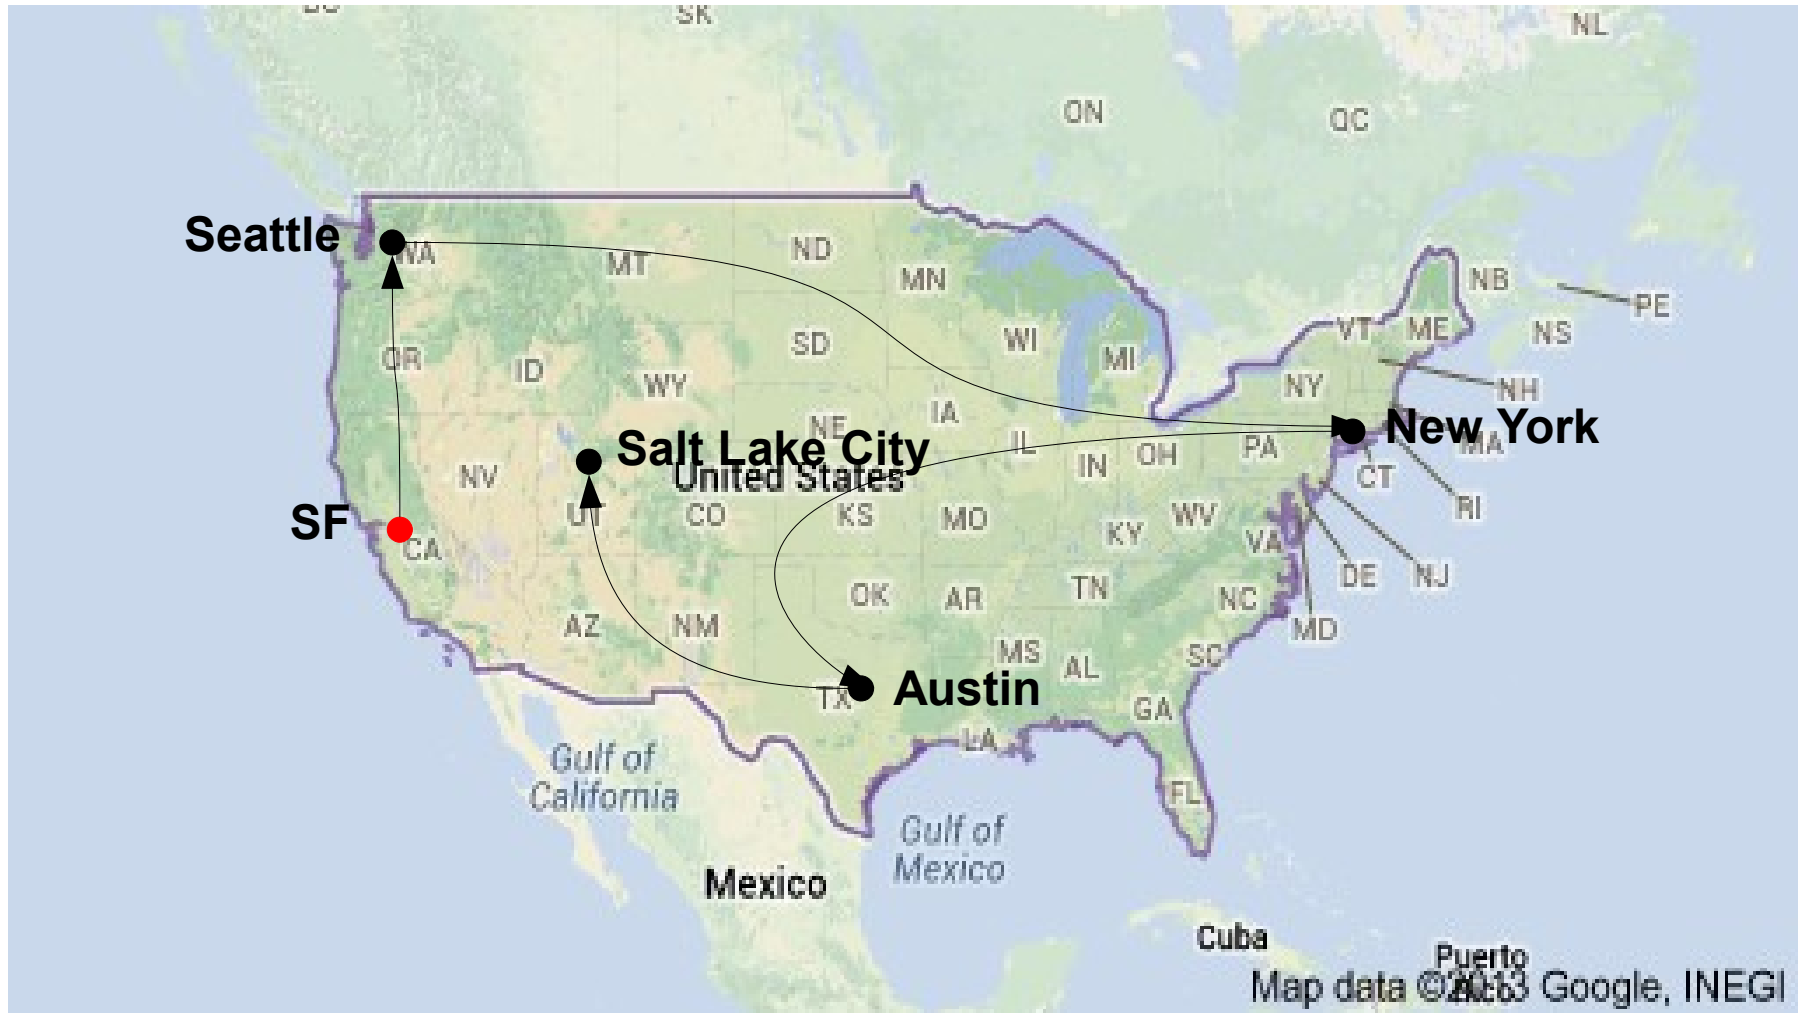 SK
NL
ON
QC
Seattle
WA
MT
ND
MN
NB
PE
OR
ID
SD
WI
MI
VT
ME
NS
WY
NY
NH
NE
IA
New York
MA
Salt Lake City
United States
IL
IN
OH
PA
CT
NV
RI
SF
CA
UT
CO
KS
MO
KY
WV
VA
DE
NJ
OK
AR
TN
NC
AZ
NM
MS
AL
SC
MD
TX
Austin
GA
LA
Gulf of
California
FL
Gulf of
Mexico
Mexico
Cuba
Puerto
Map data ©2013 Google, INEGI